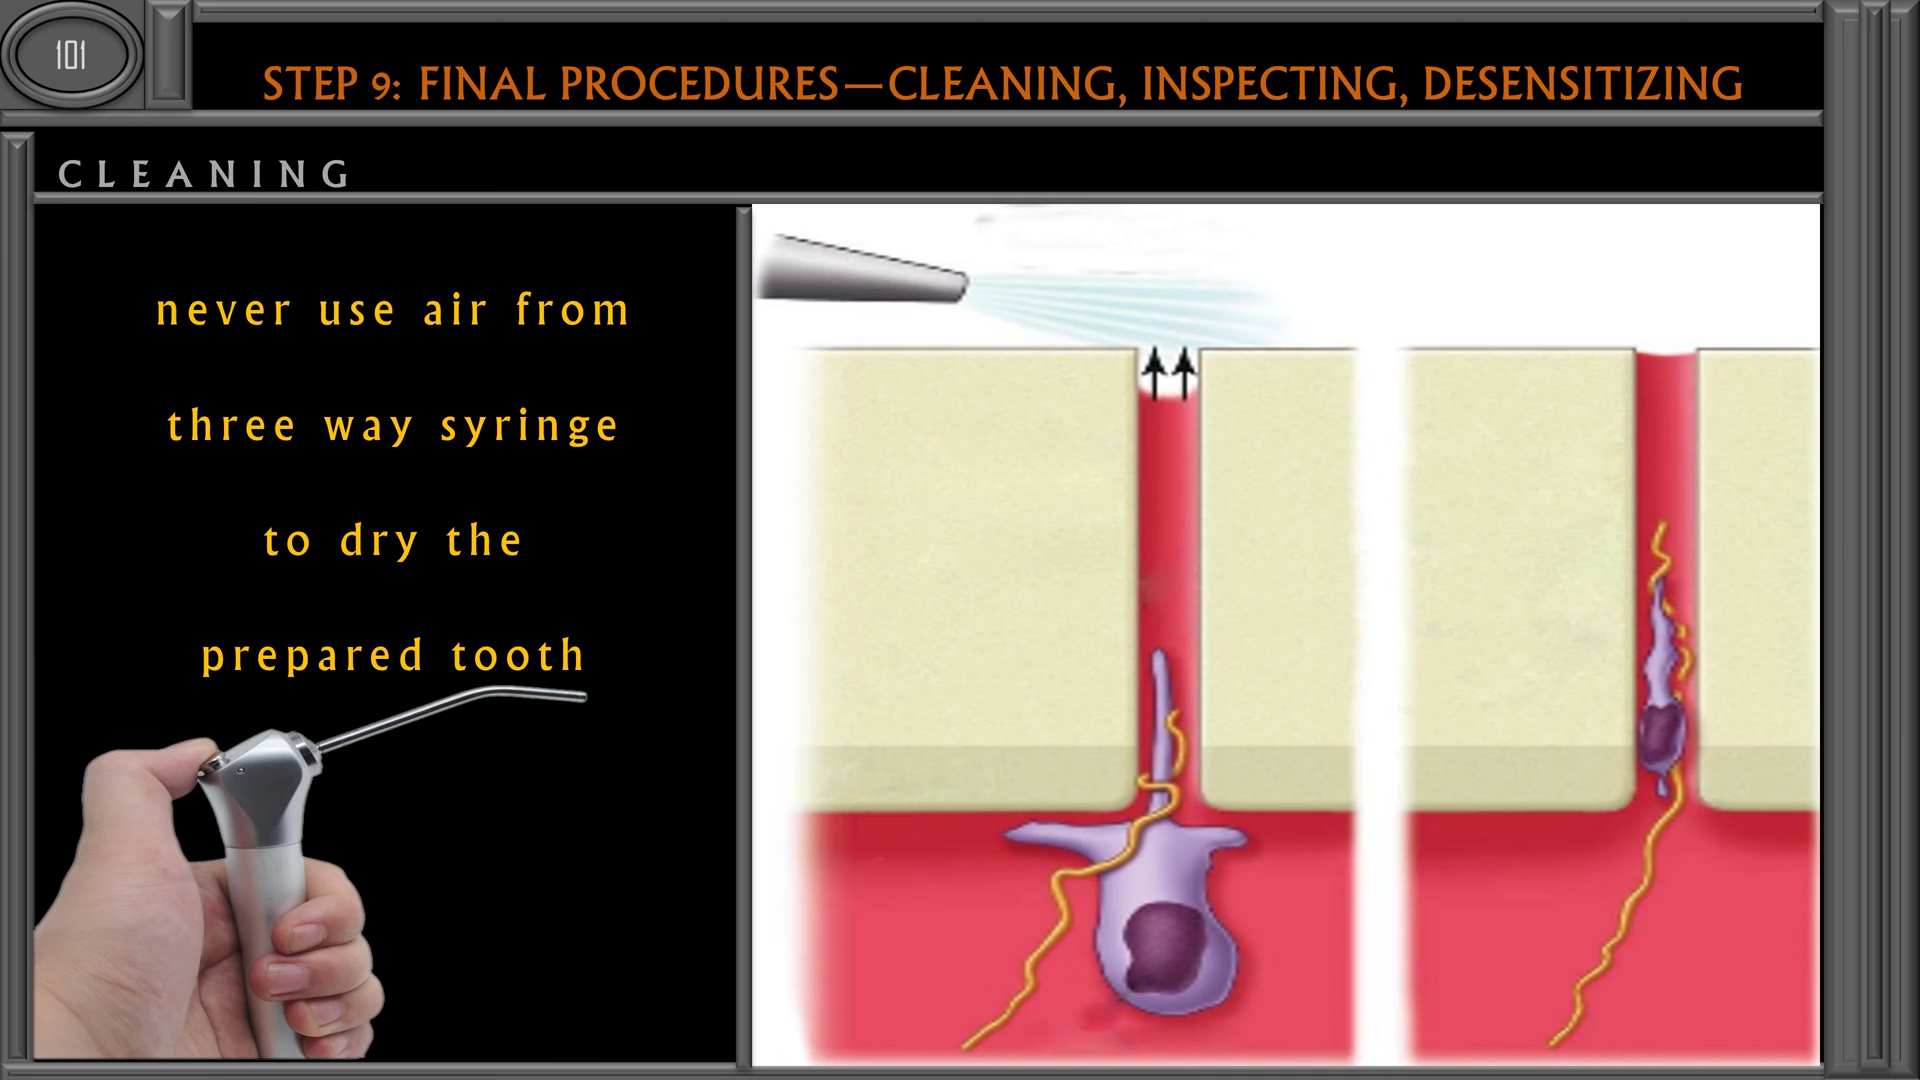 101
STEP 9: FINAL PROCEDURES—CLEANING, INSPECTING, DESENSITIZING
CLEANING
never use air from
three way syringe
to dry the
prepared tooth